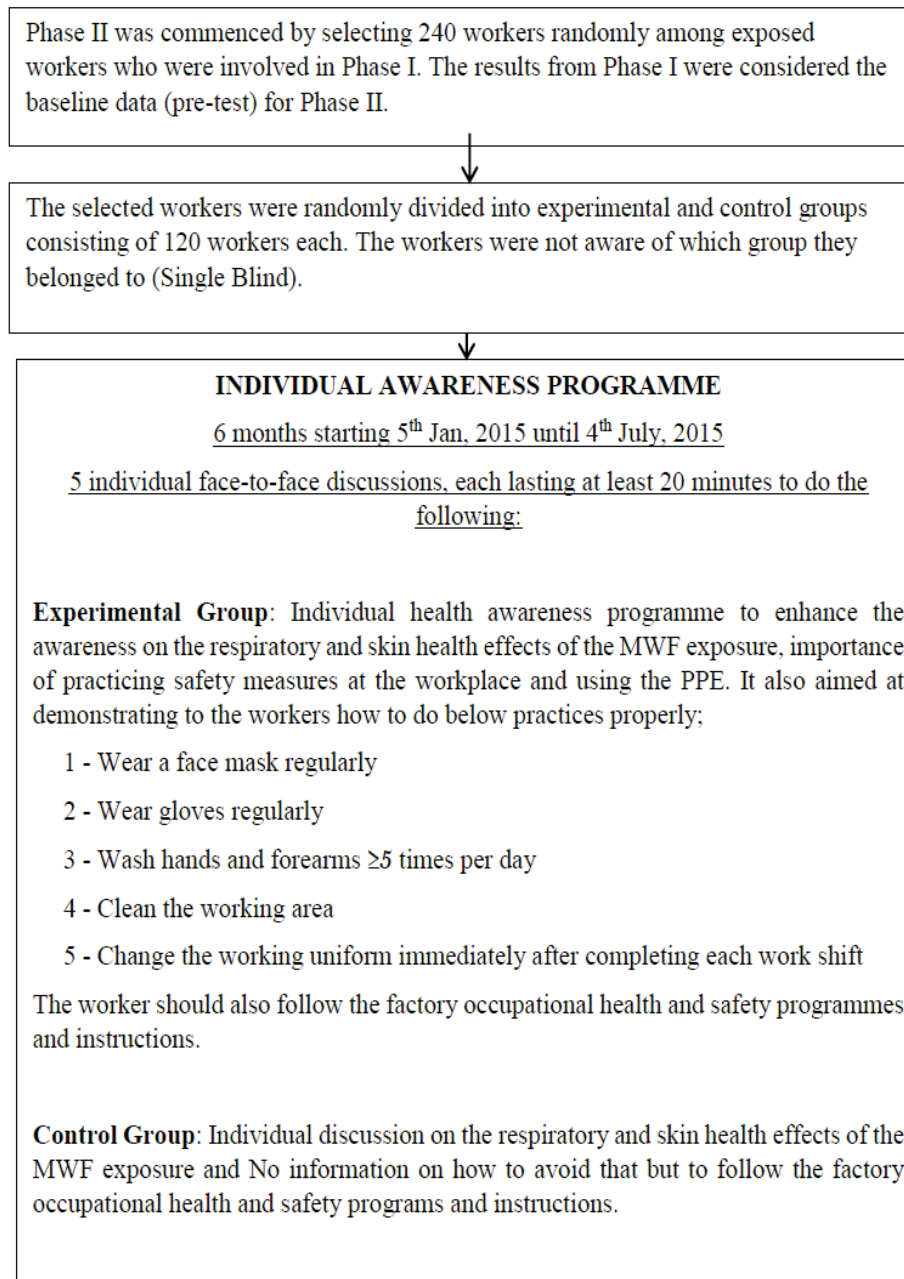 Phase II was commenced by selecting 240 workers randomly among exposed
workers who were involved in Phase I. The results from Phase I were considered the
baseline data (pre-test) for Phase II.
The selected workers were randomly divided into experimental and control groups
consisting of 120 workers each. The workers were not aware of which group they
belonged to (Single Blind).
INDIVIDUAL AWARENESS PROGRAMME
6 months starting 5th Jan, 2015 until 4th July, 2015
5 individual face-to-face discussions, each lasting at least 20 minutes to do the
following:
Experimental Group: Individual health awareness programme to enhance the
awareness on the respiratory and skin health effects of the MWF exposure, importance
of practicing safety measures at the workplace and using the PPE. It also aimed at
demonstrating to the workers how to do below practices properly;
1 - Wear a face mask regularly
2 - Wear gloves regularly
3 - Wash hands and forearms ≥5 times per day
4 - Clean the working area
5 - Change the working uniform immediately after completing each work shift
The worker should also follow the factory occupational health and safety programmes
and instructions.
Control Group: Individual discussion on the respiratory and skin health effects of the
MWF exposure and No information on how to avoid that but to follow the factory
occupational health and safety programs and instructions.